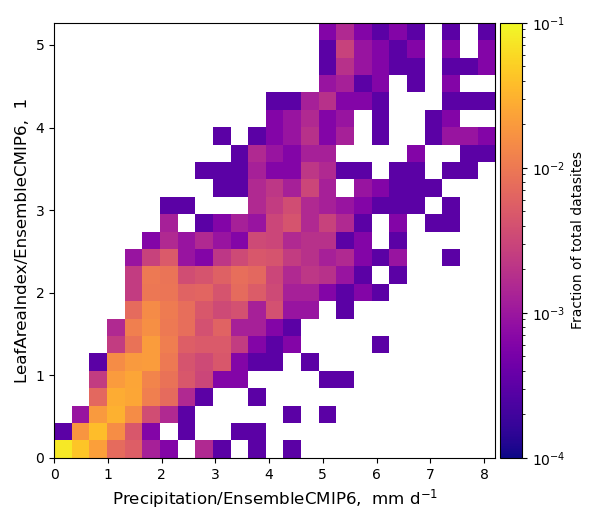 LeafAreaIndex/EnsembleCMIP6, 1
5
4
3
2
1
0
0 1 2 3 4 5 6 7 8
Precipitation/EnsembleCMIP6, mm d⁻¹
10⁻¹
10⁻²
10⁻³
10⁻⁴
Fraction of total datasites